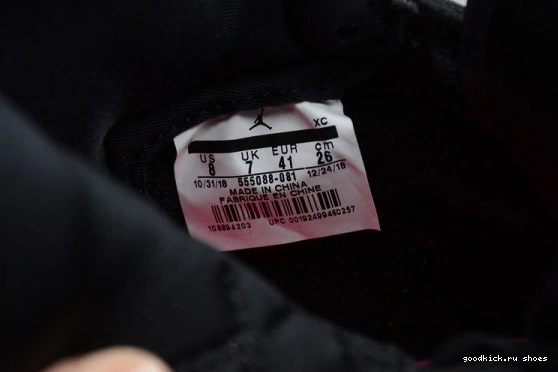 XC
US UK EUR cm
8 7 41 26
10/31/18 555088-081 12/24/18
MADE IN CHINA
FABRIQUE EN CHINE
108894203 UPC 00192499460257
goodkick.ru shoes